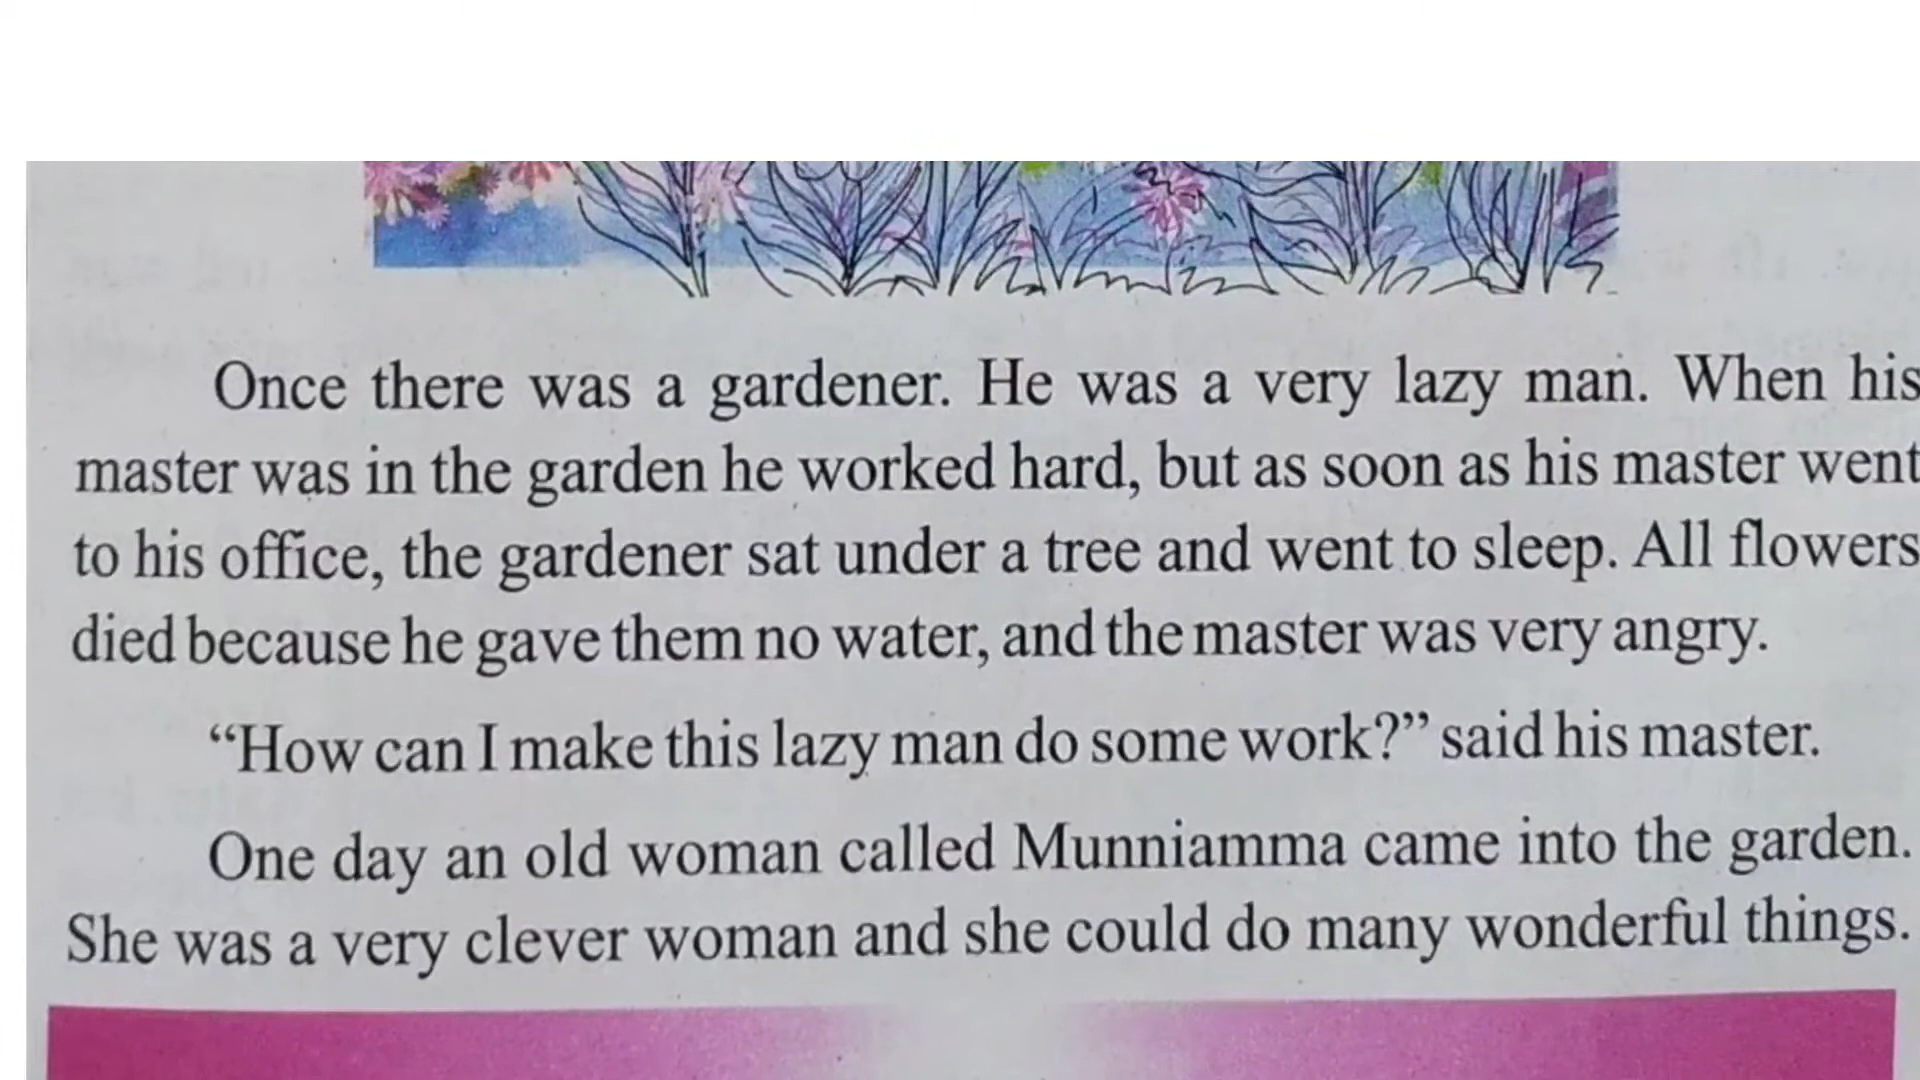 Once there was a gardener. He was a very lazy man. When his
master was in the garden he worked hard, but as soon as his master went
to his office, the gardener sat under a tree and went to sleep. All flowers
died because he gave them no water, and the master was very angry.
“How can I make this lazy man do some work?” said his master.
One day an old woman called Munniamma came into the garden.
She was a very clever woman and she could do many wonderful things.